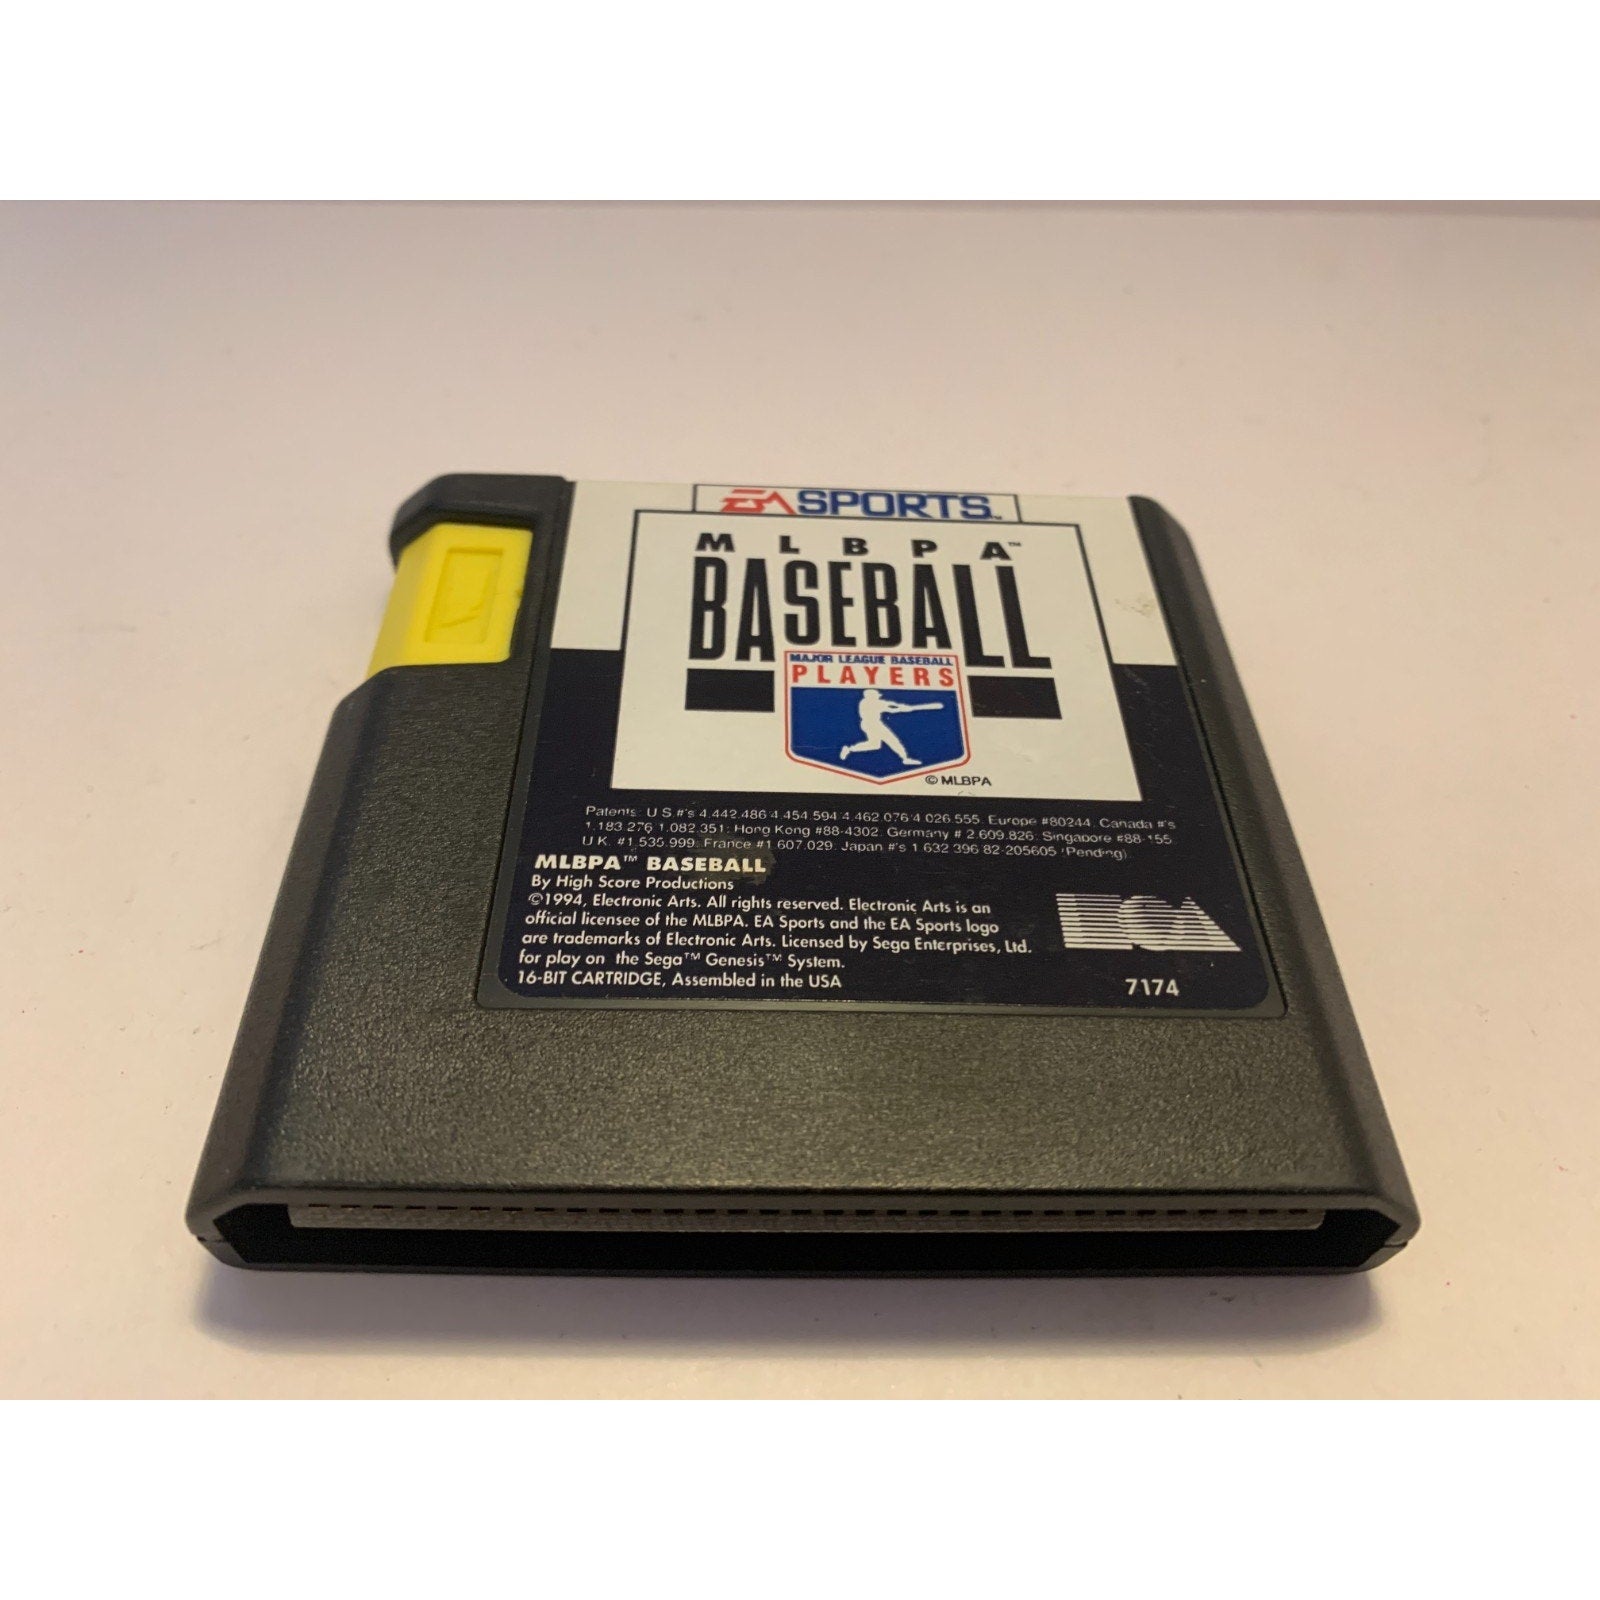 EA SPORTS™
MLBPA™
BASEBALL
MAJOR LEAGUE BASEBALL
PLAYERS
© MLBPA
Patents: U.S.#'s 4,442,486 4,454,594 4,462,076 4,026,555; Europe #80244; Canada #'s
1,183,276 1,082,351; Hong Kong #88-4302; Germany # 2,609,826; Singapore #88-155
U.K. #1,535,999; France #1,607,029; Japan #'s 1,632,396 82-205605 (Pending)
MLBPA™ BASEBALL
By High Score Productions
©1994, Electronic Arts. All rights reserved. Electronic Arts is an
official licensee of the MLBPA. EA Sports and the EA Sports logo
are trademarks of Electronic Arts. Licensed by Sega Enterprises, Ltd.
for play on the Sega™ Genesis™ System.
16-BIT CARTRIDGE, Assembled in the USA
7174